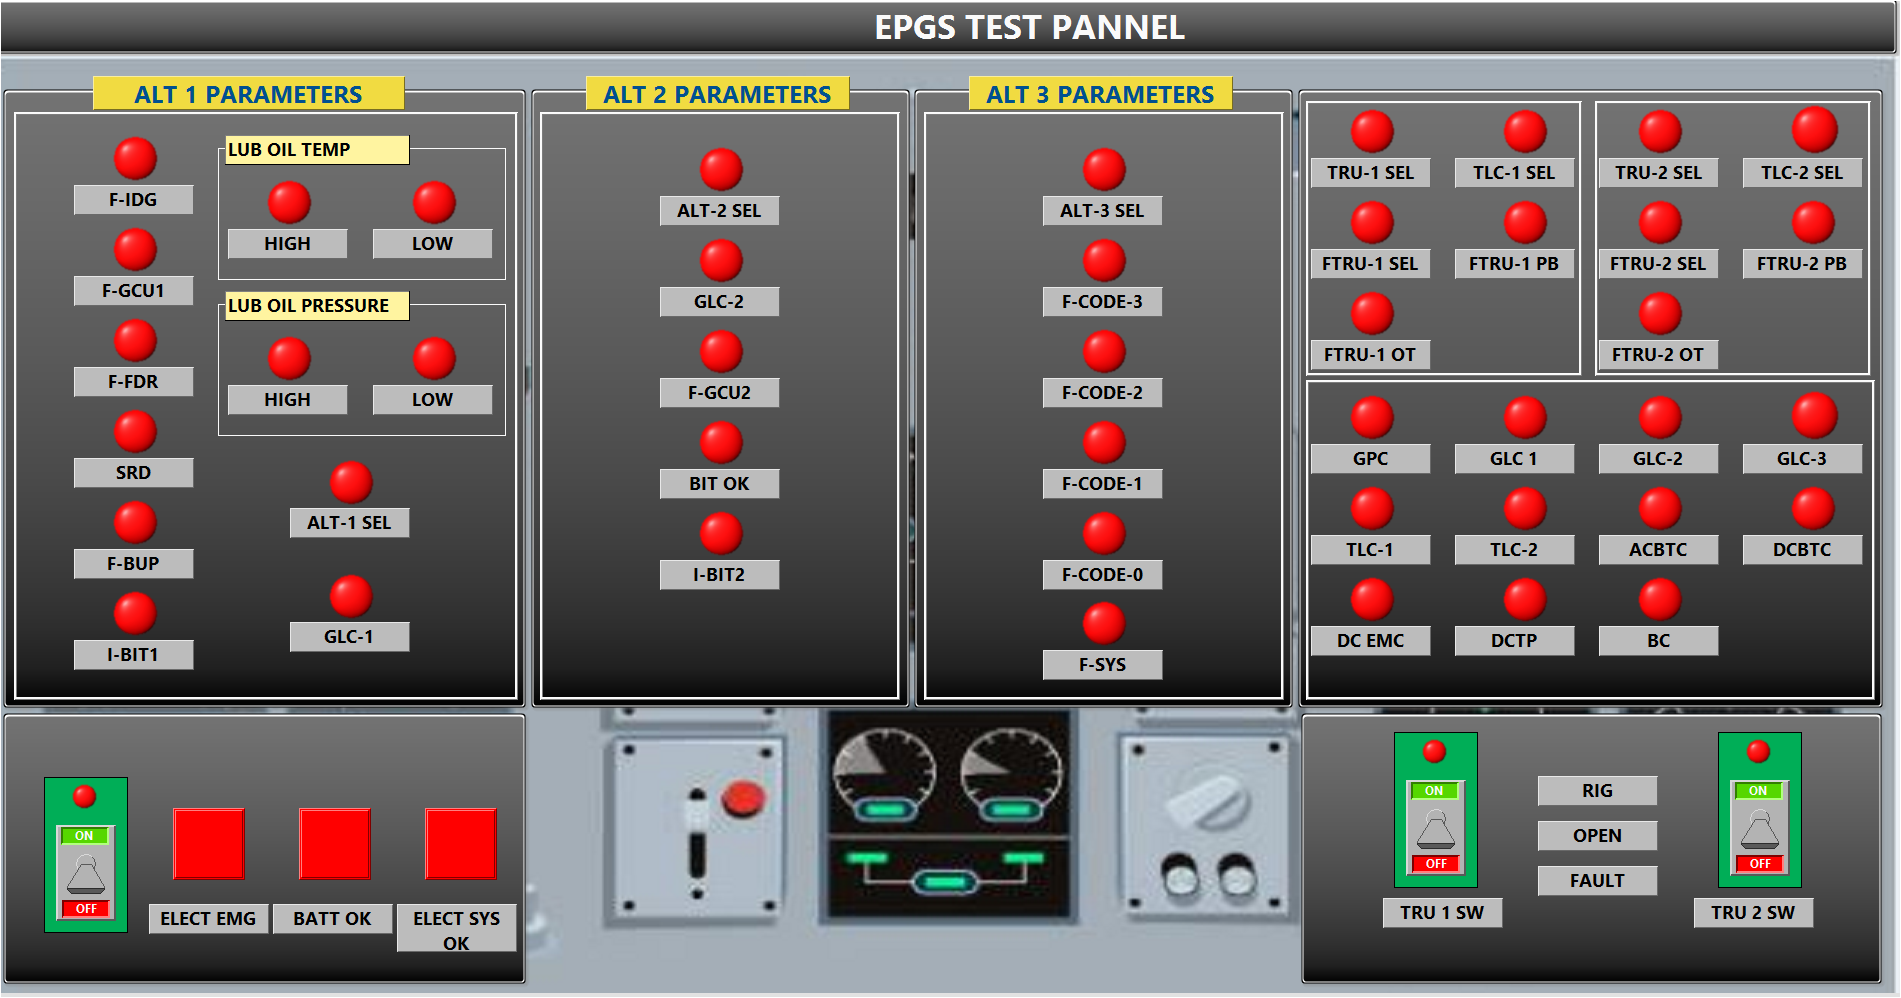 EPGS TEST PANNEL
ALT 1 PARAMETERS
F-IDG
F-GCU1
F-FDR
SRD
F-BUP
I-BIT1
LUB OIL TEMP
HIGH
LOW
LUB OIL PRESSURE
HIGH
LOW
ALT-1 SEL
GLC-1
ALT 2 PARAMETERS
ALT-2 SEL
GLC-2
F-GCU2
BIT OK
I-BIT2
ALT 3 PARAMETERS
ALT-3 SEL
F-CODE-3
F-CODE-2
F-CODE-1
F-CODE-0
F-SYS
TRU-1 SEL
TLC-1 SEL
FTRU-1 SEL
FTRU-1 PB
FTRU-1 OT
TRU-2 SEL
TLC-2 SEL
FTRU-2 SEL
FTRU-2 PB
FTRU-2 OT
GPC
GLC 1
GLC-2
GLC-3
TLC-1
TLC-2
ACBTC
DCBTC
DC EMC
DCTP
BC
ON
OFF
ELECT EMG
BATT OK
ELECT SYS
OK
ON
OFF
TRU 1 SW
RIG
OPEN
FAULT
ON
OFF
TRU 2 SW